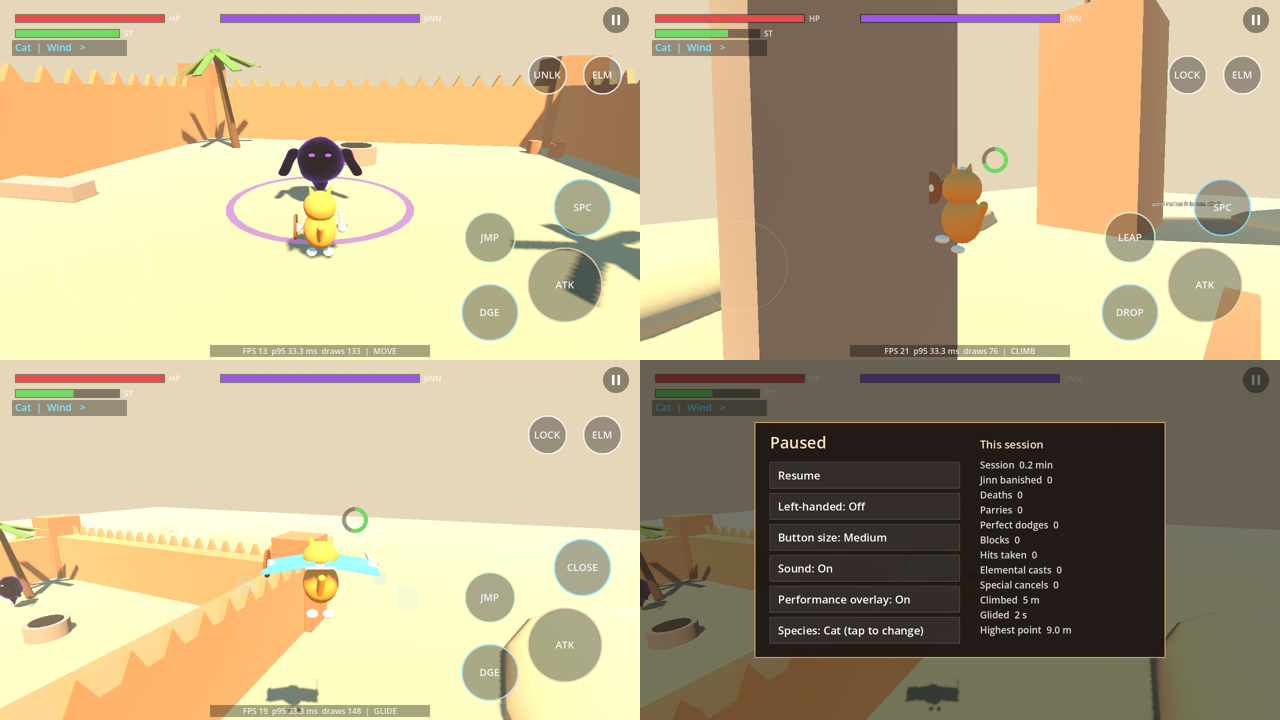 HP
JINN
ST
Cat | Wind >
UNLK
ELM
SPC
JMP
ATK
DGE
FPS 13 p95 33.3 ms draws 133 | MOVE
HP
JINN
ST
Cat | Wind >
LOCK
ELM
SPC
LEAP
ATK
DROP
FPS 21 p95 33.3 ms draws 76 | CLIMB
HP
JINN
ST
Cat | Wind >
LOCK
ELM
CLOSE
JMP
ATK
DGE
FPS 19 p95 33.3 ms draws 148 | GLIDE
HP
JINN
ST
Cat | Wind >
Paused
Resume
Left-handed: Off
Button size: Medium
Sound: On
Performance overlay: On
Species: Cat (tap to change)
This session
Session 0.2 min
Jinn banished 0
Deaths 0
Parries 0
Perfect dodges 0
Blocks 0
Hits taken 0
Elemental casts 0
Special cancels 0
Climbed 5 m
Glided 2 s
Highest point 9.0 m